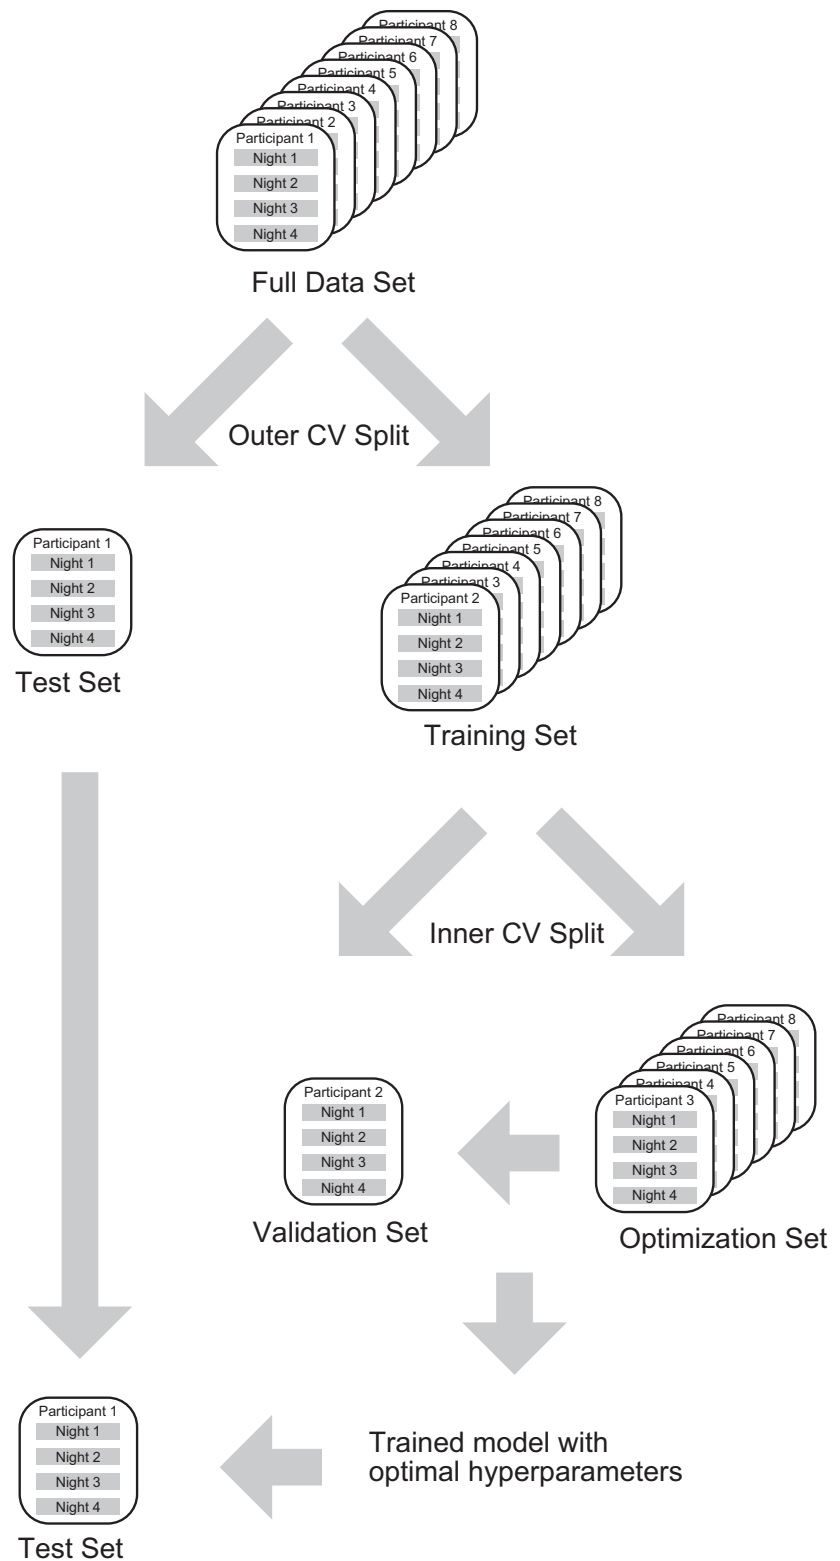 Participant 8
Participant 7
Participant 6
Participant 5
Participant 4
Participant 3
Participant 2
Participant 1
Night 1
Night 2
Night 3
Night 4
Full Data Set
Outer CV Split
Participant 1
Night 1
Night 2
Night 3
Night 4
Test Set
Participant 8
Participant 7
Participant 6
Participant 5
Participant 4
Participant 3
Participant 2
Night 1
Night 2
Night 3
Night 4
Training Set
Inner CV Split
Participant 2
Night 1
Night 2
Night 3
Night 4
Validation Set
Participant 8
Participant 7
Participant 6
Participant 5
Participant 4
Participant 3
Night 1
Night 2
Night 3
Night 4
Optimization Set
Participant 1
Night 1
Night 2
Night 3
Night 4
Test Set
Trained model with
optimal hyperparameters